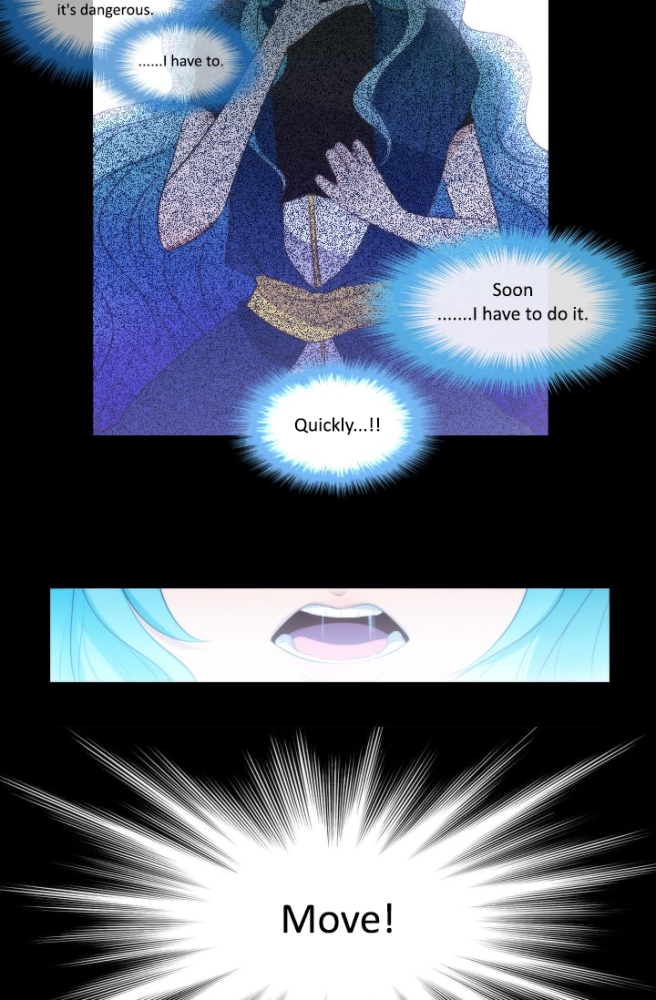 it's dangerous.
......I have to.
Soon
.......I have to do it.
Quickly...!!
Move!